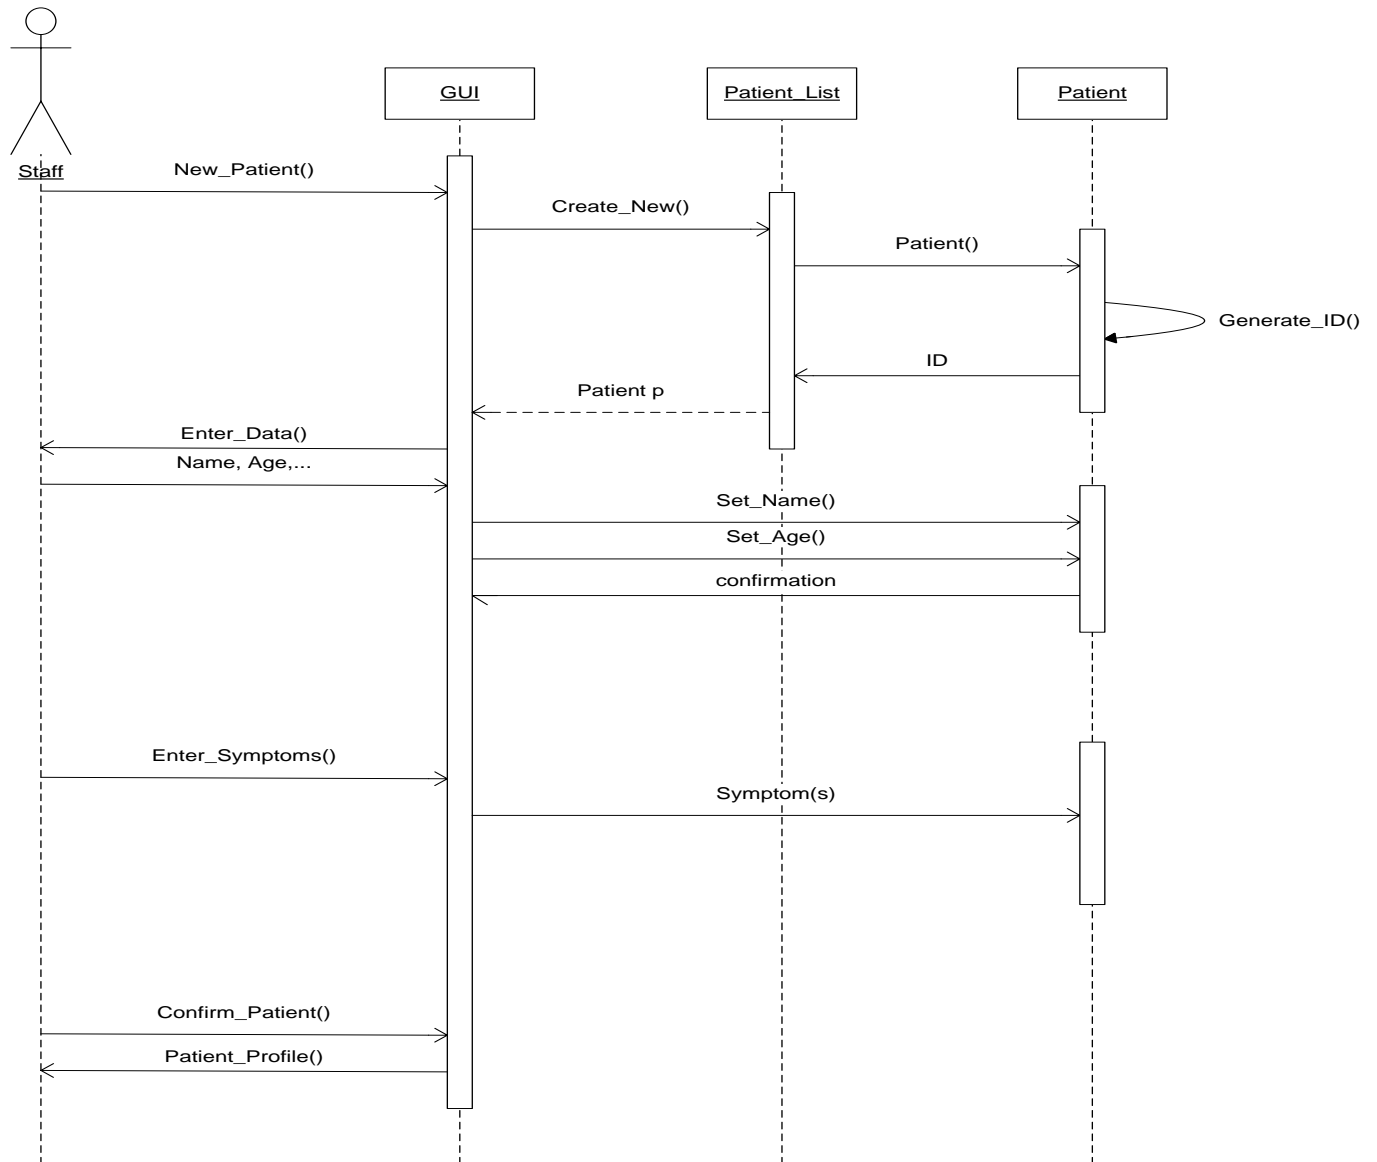 GUI
Patient_List
Patient
Staff
New_Patient()
Create_New()
Patient()
Generate_ID()
ID
Patient p
Enter_Data()
Name, Age,...
Set_Name()
Set_Age()
confirmation
Enter_Symptoms()
Symptom(s)
Confirm_Patient()
Patient_Profile()